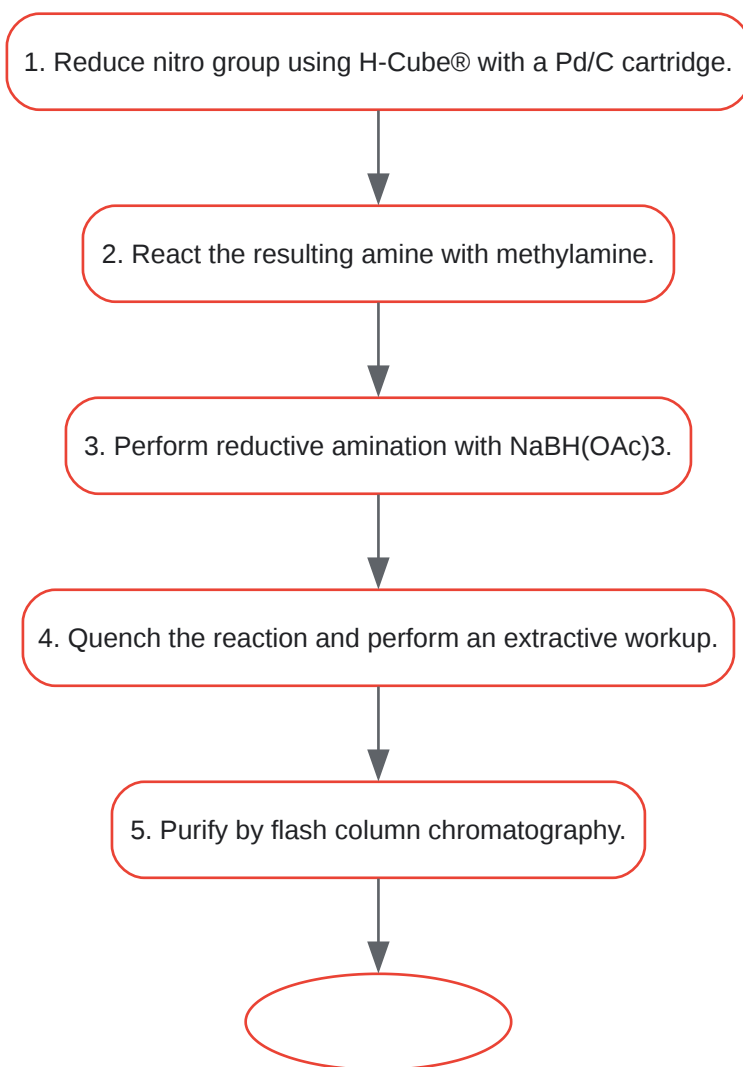 1. Reduce nitro group using H-Cube® with a Pd/C cartridge.
2. React the resulting amine with methylamine.
3. Perform reductive amination with NaBH(OAc)3.
4. Quench the reaction and perform an extractive workup.
5. Purify by flash column chromatography.